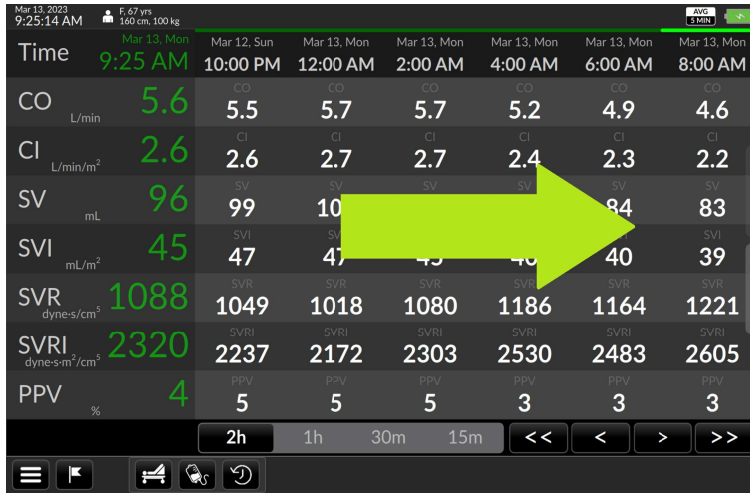 Mar 13, 2023
9:25:14 AM
F, 67 yrs
160 cm, 100 kg
AVG
5 MIN
Time Mar 13, Mon 9:25 AM
Mar 12, Sun Mar 13, Mon Mar 13, Mon Mar 13, Mon Mar 13, Mon Mar 13, Mon
10:00 PM 12:00 AM 2:00 AM 4:00 AM 6:00 AM 8:00 AM
CO L/min 5.6
CO CO CO CO CO CO
5.5 5.7 5.7 5.2 4.9 4.6
CI L/min/m² 2.6
CI CI CI CI CI CI
2.6 2.7 2.7 2.4 2.3 2.2
SV mL 96
SV SV SV SV SV SV
99 84 83
SVI mL/m² 45
SVI SVI
47 47 45 40 39
SVR dyne·s/cm⁵ 1088
SVR SVR SVR SVR SVR SVR
1049 1018 1080 1186 1164 1221
SVRI dyne·s·m²/cm⁵ 2320
SVRI SVRI SVRI SVRI SVRI SVRI
2237 2172 2303 2530 2483 2605
PPV % 4
PPV PPV PPV PPV PPV PPV
5 5 5 3 3 3
2h 1h 30m 15m << < > >>